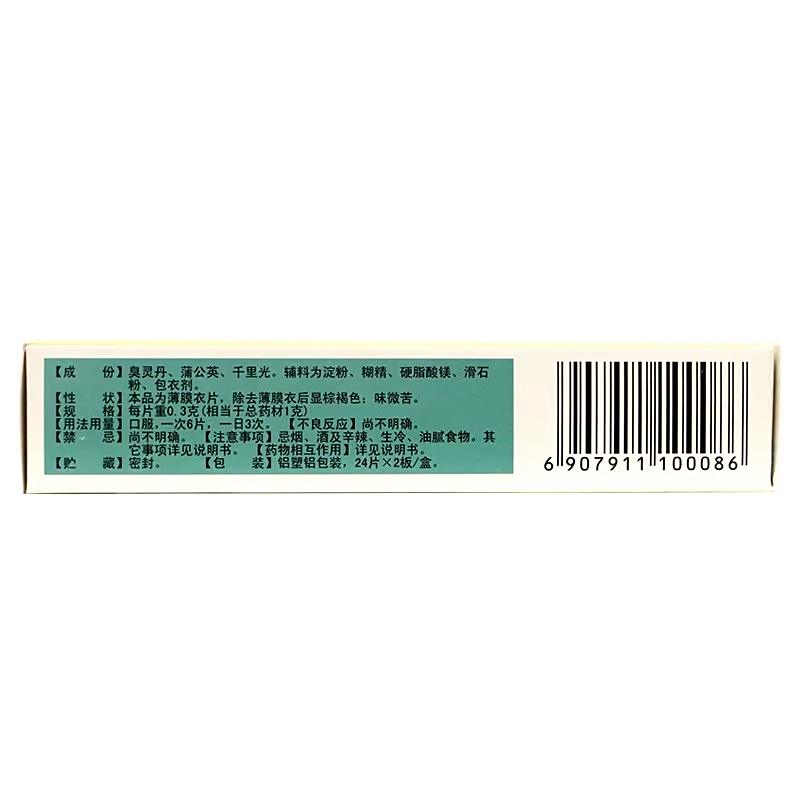 【成　份】臭灵丹、蒲公英、千里光。辅料为淀粉、糊精、硬脂酸镁、滑石
粉、包衣剂。
【性　状】本品为薄膜衣片，除去薄膜衣后显棕褐色；味微苦。
【规　格】每片重0.3克(相当于总药材1克)
【用法用量】口服,一次6片，一日3次。【不良反应】尚不明确。
【禁　忌】尚不明确。【注意事项】忌烟、酒及辛辣、生冷、油腻食物。其
它事项详见说明书。【药物相互作用】详见说明书。
【贮　藏】密封。【包　装】铝塑铝包装，24片×2板/盒。
6 907911 100086